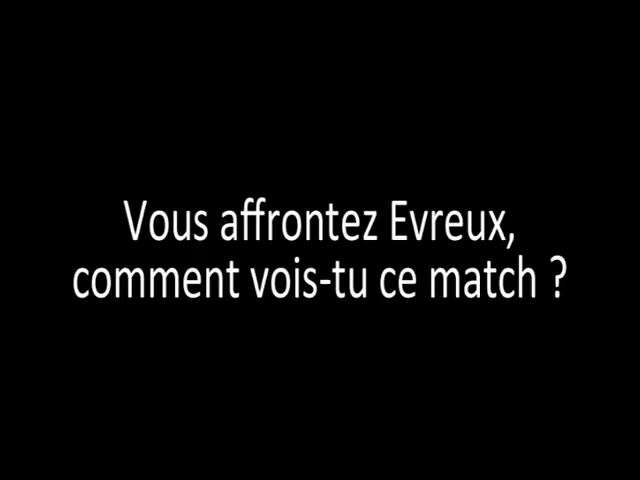 Vous affrontez Evreux,
comment vois-tu ce match ?